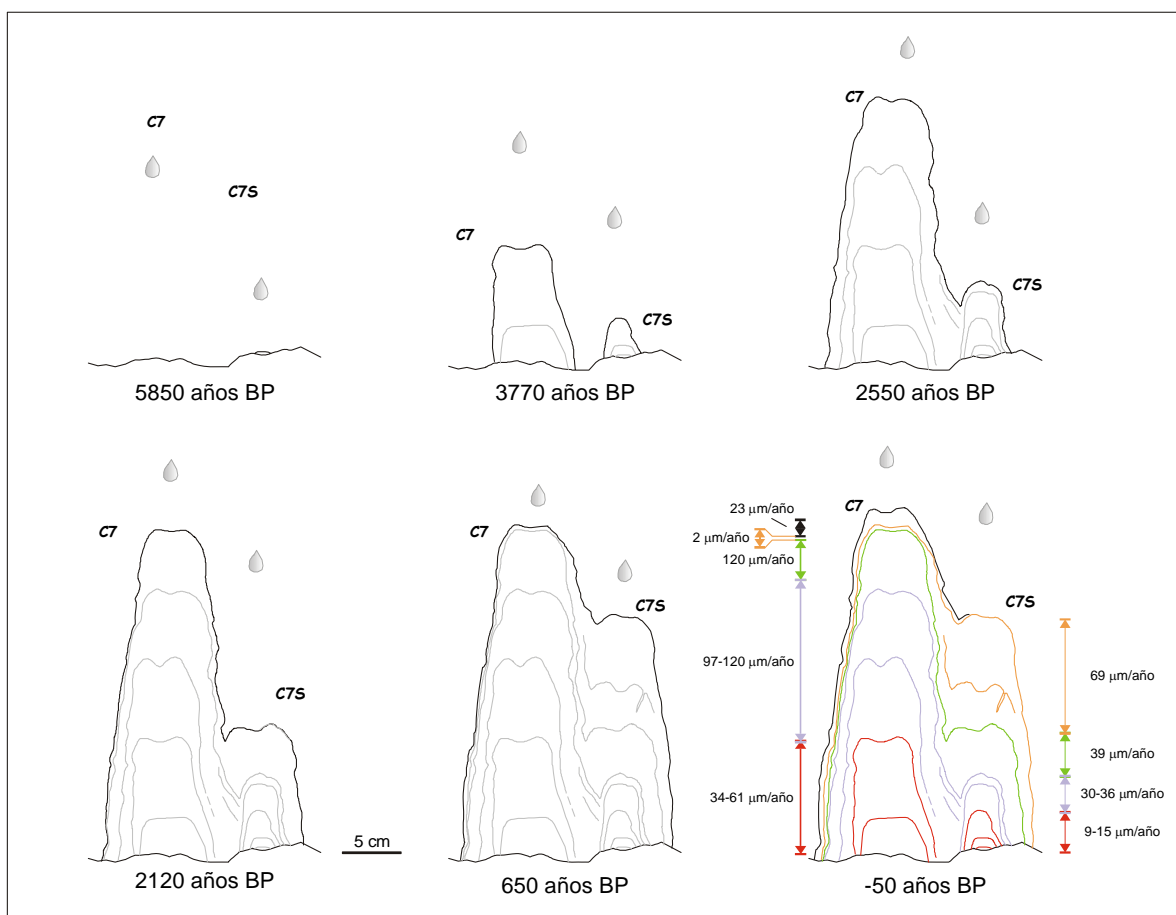 C7
C7S
5850 años BP
C7
C7S
3770 años BP
C7
C7S
2550 años BP
C7
C7S
2120 años BP
5 cm
C7
C7S
650 años BP
C7
C7S
23 µm/año
2 µm/año
120 µm/año
97-120 µm/año
34-61 µm/año
69 µm/año
39 µm/año
30-36 µm/año
9-15 µm/año
-50 años BP